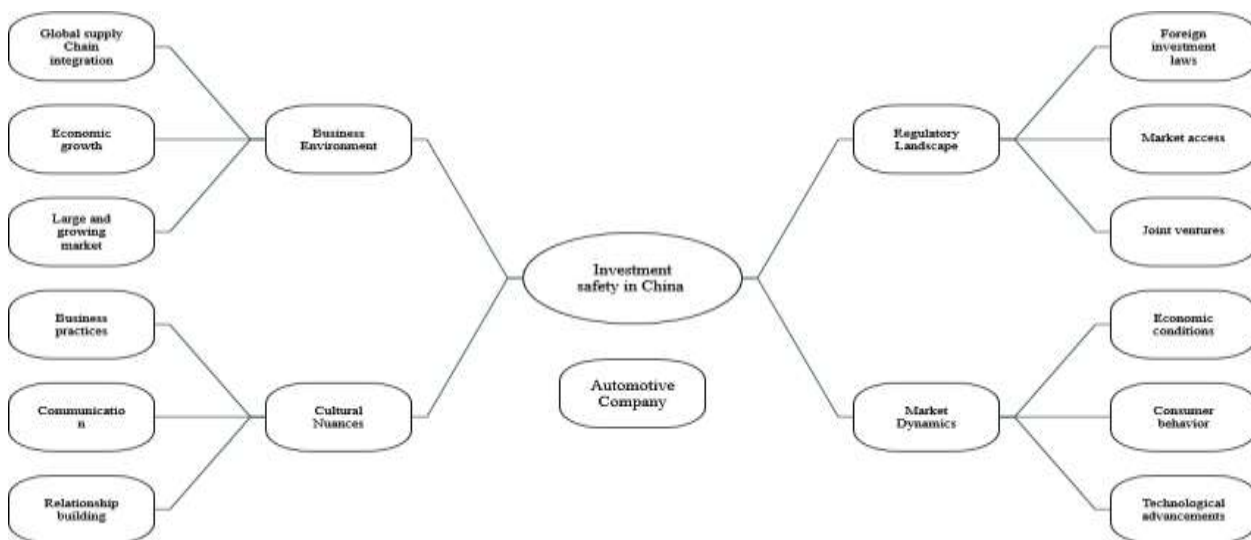 Global supply
Chain
integration
Economic
growth
Large and
growing
market
Business
Environment
Business
practices
Communicatio
n
Relationship
building
Cultural
Nuances
Investment
safety in China
Automotive
Company
Regulatory
Landscape
Foreign
investment
laws
Market access
Joint ventures
Market
Dynamics
Economic
conditions
Consumer
behavior
Technological
advancements